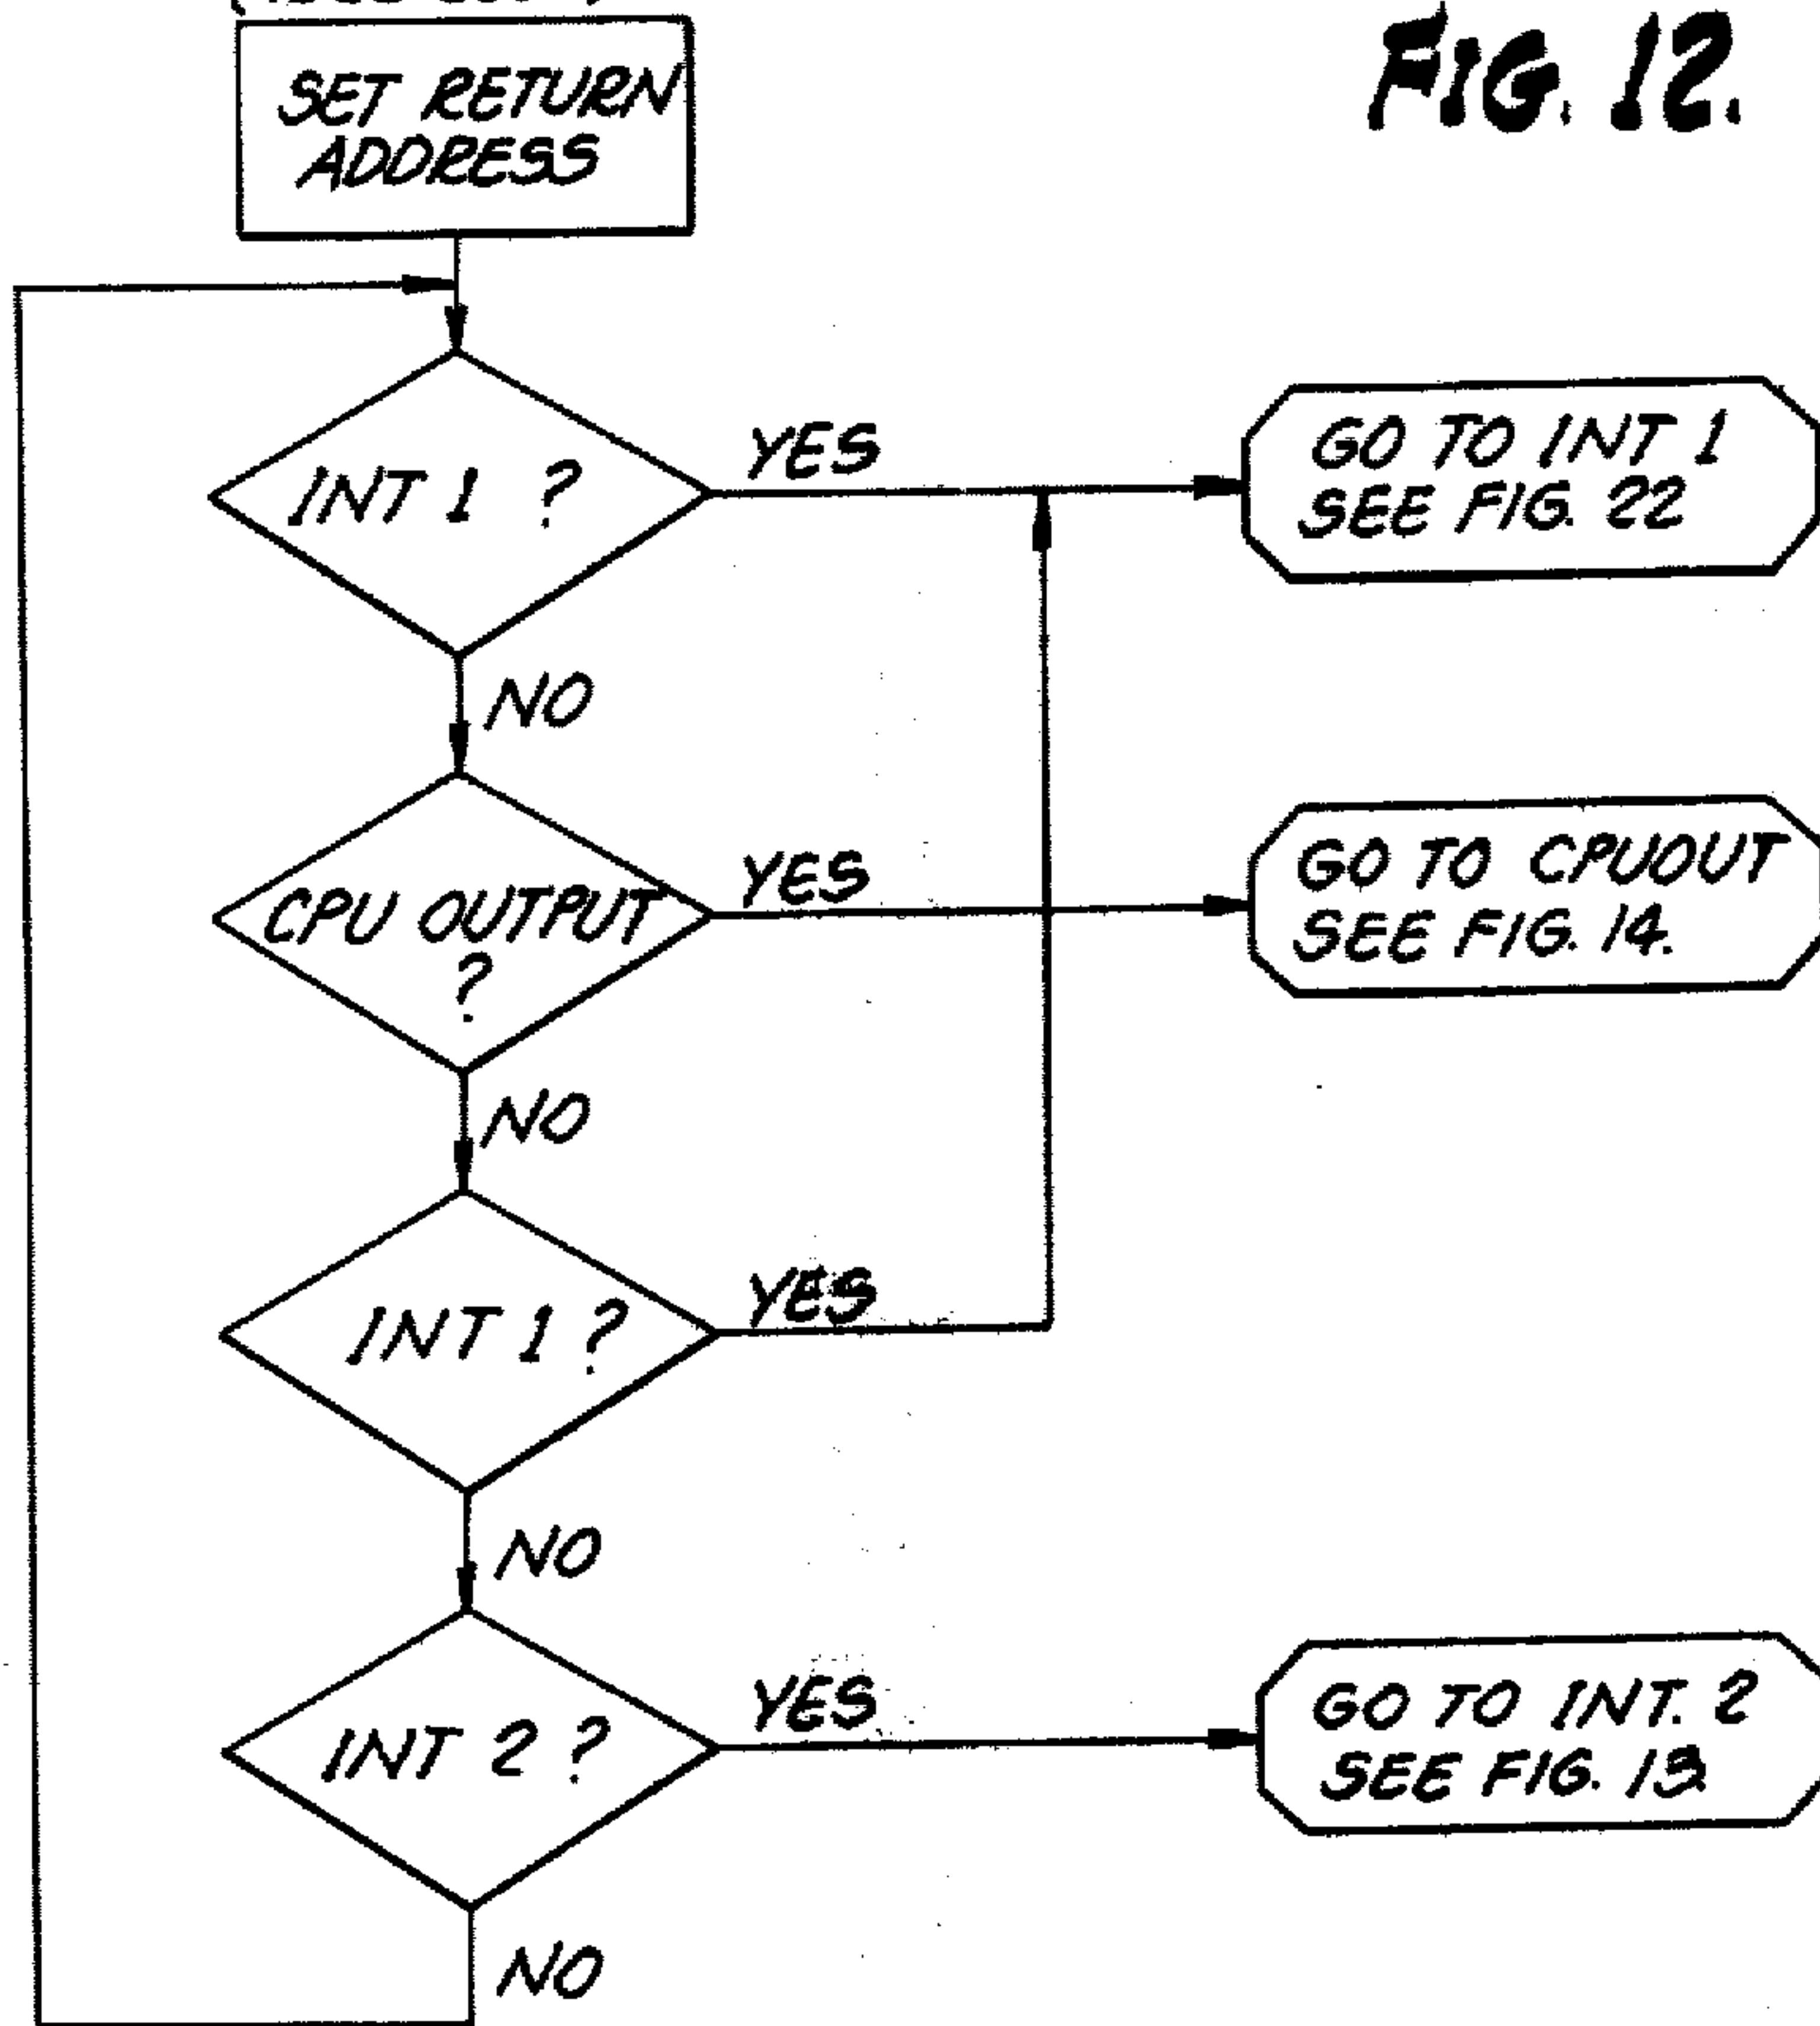 FIG. 12.
SET RETURN
ADDRESS
INT 1 ?
YES
GO TO INT 1
SEE FIG. 22
NO
CPU OUTPUT
?
YES
GO TO CPUOUT
SEE FIG. 14.
NO
INT 1 ?
YES
NO
INT 2 ?
YES
GO TO INT. 2
SEE FIG. 13
NO